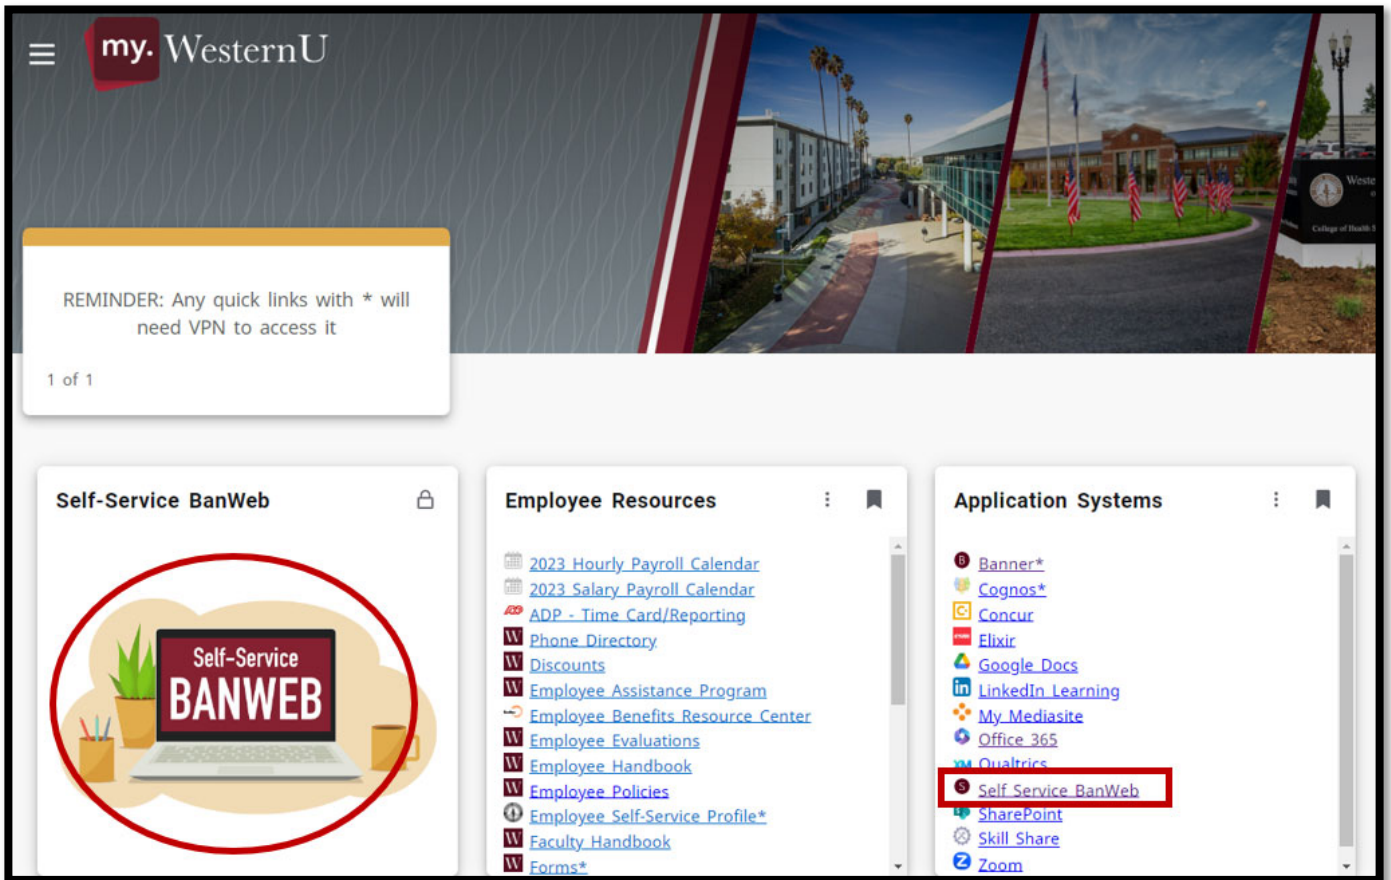 my. WesternU
Weste
College of Health S
REMINDER: Any quick links with * will
need VPN to access it
1 of 1
Self-Service BanWeb
Self-Service
BANWEB
Employee Resources
2023 Hourly Payroll Calendar
2023 Salary Payroll Calendar
ADP - Time Card/Reporting
Phone Directory
Discounts
Employee Assistance Program
Employee Benefits Resource Center
Employee Evaluations
Employee Handbook
Employee Policies
Employee Self-Service Profile*
Faculty Handbook
Forms*
Application Systems
Banner*
Cognos*
Concur
Elixir
Google Docs
LinkedIn Learning
My Mediasite
Office 365
Qualtrics
Self Service BanWeb
SharePoint
Skill Share
Zoom